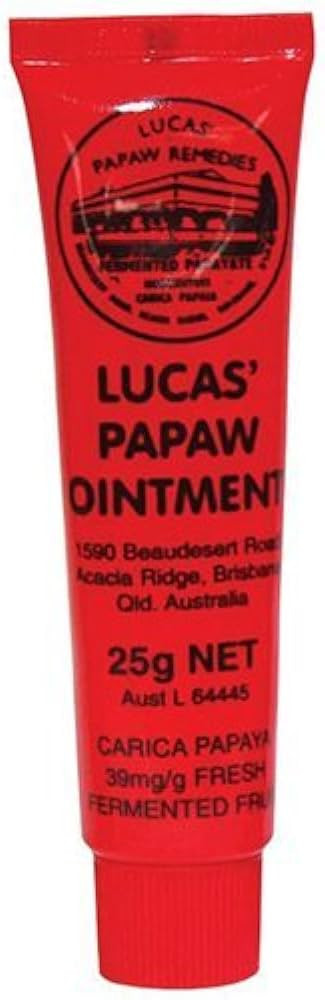 LUCAS'
PAPAW REMEDIES
FERMENTED PAPAYATE
CARICA PAPAYA
LUCAS'
PAPAW
OINTMENT
1590 Beaudesert Road
Acacia Ridge, Brisbane
Qld. Australia
25g NET
Aust L 64445
CARICA PAPAYA
39mg/g FRESH
FERMENTED FRUI